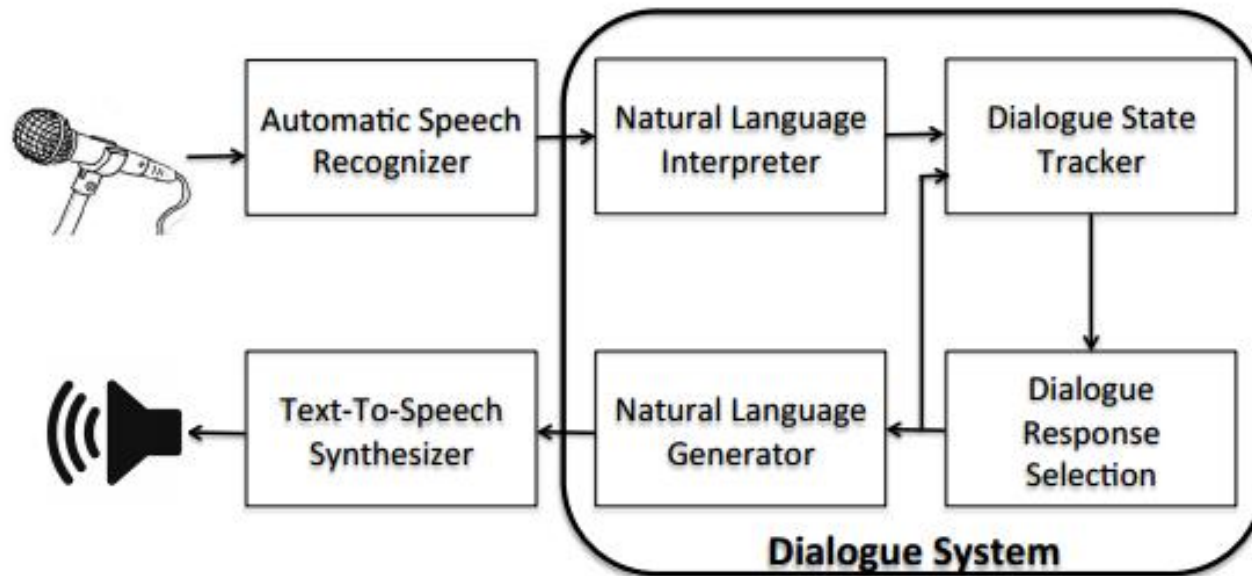 Automatic Speech
Recognizer
Natural Language
Interpreter
Dialogue State
Tracker
Text-To-Speech
Synthesizer
Natural Language
Generator
Dialogue
Response
Selection
Dialogue System